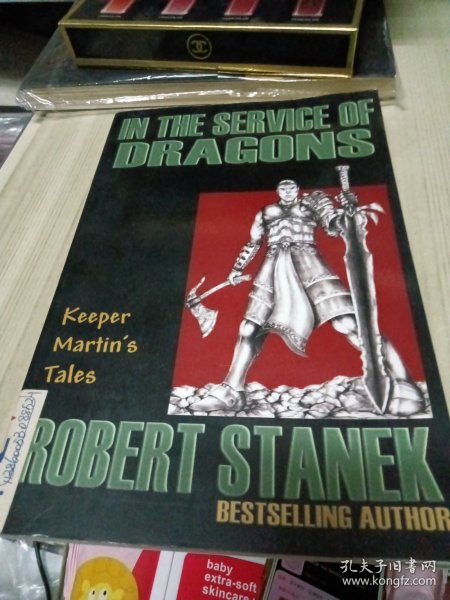 IN THE SERVICE OF
DRAGONS
Keeper
Martin's
Tales
ROBERT STANEK
BESTSELLING AUTHOR
baby
extra-soft
skincare
孔夫子旧书网
www.kongfz.com